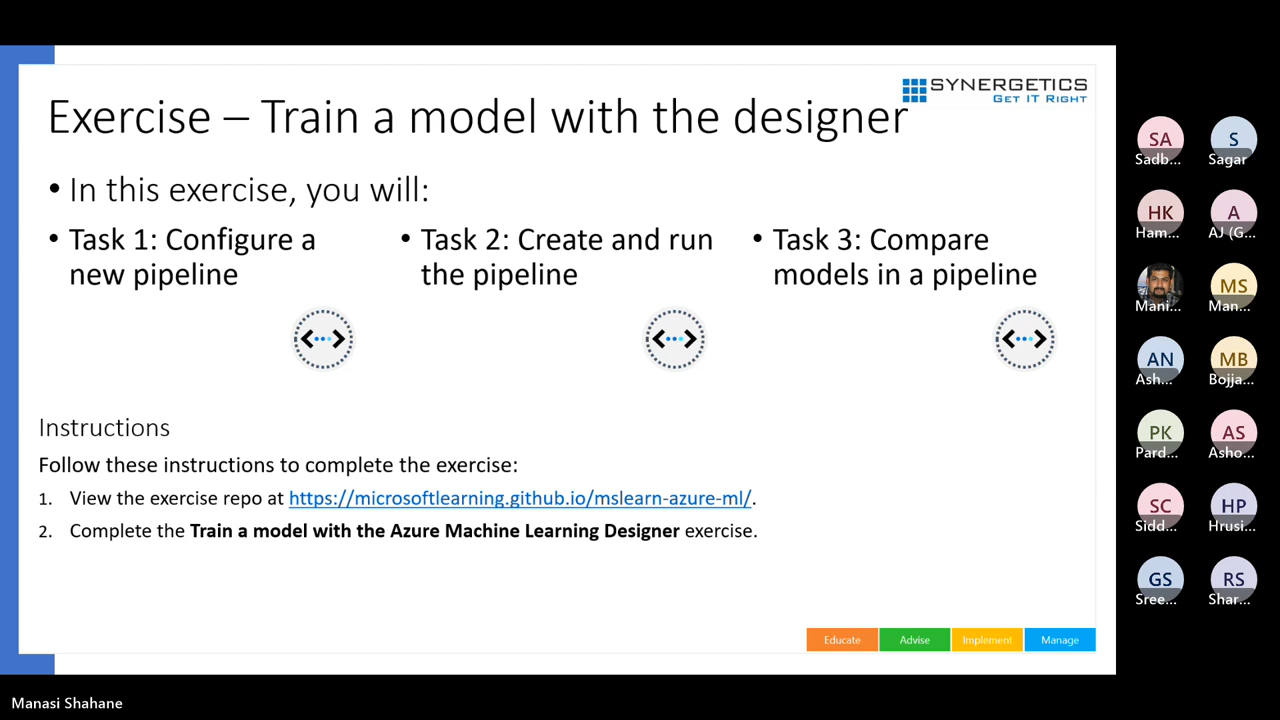 SYNERGETICS
GET IT RIGHT
Exercise – Train a model with the designer
• In this exercise, you will:
• Task 1: Configure a
new pipeline
• Task 2: Create and run
the pipeline
• Task 3: Compare
models in a pipeline
Instructions
Follow these instructions to complete the exercise:
1. View the exercise repo at https://microsoftlearning.github.io/mslearn-azure-ml/.
2. Complete the Train a model with the Azure Machine Learning Designer exercise.
Educate Advise Implement Manage
SA S
Sadb... Sagar
HK A
Ham... AJ (G...
MS
Mani... Man...
AN MB
Ash... Bojja...
PK AS
Pard... Asho...
SC HP
Sidd... Hrusi...
GS RS
Sree... Shar...
Manasi Shahane